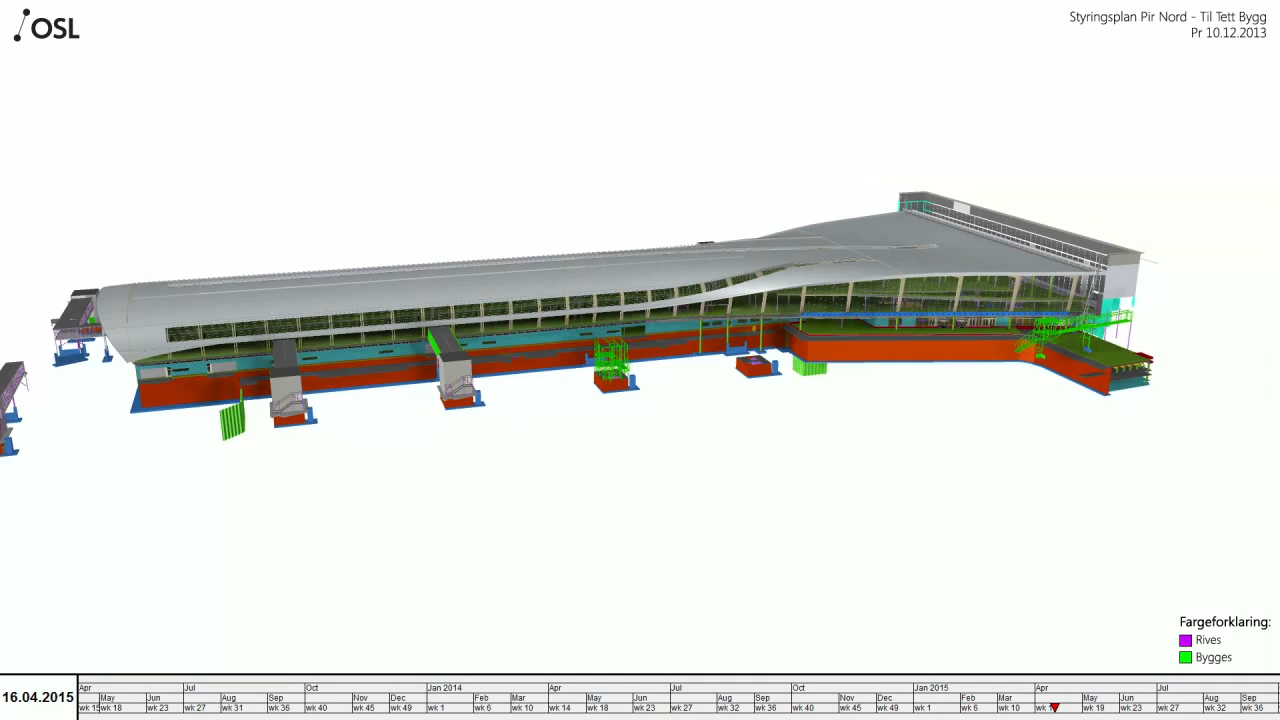 OSL
Styringsplan Pir Nord - Til Tett Bygg
Pr 10.12.2013
Fargeforklaring:
Rives
Bygges
16.04.2015
Apr Jul Oct Jan 2014 Apr Jul Oct Jan 2015 Apr Jul
May Jun Aug Sep Nov Dec Feb Mar May Jun Aug Sep Nov Dec Feb Mar May Jun Aug Sep
wk 15 wk 18 wk 23 wk 27 wk 31 wk 36 wk 40 wk 45 wk 49 wk 1 wk 6 wk 10 wk 14 wk 18 wk 23 wk 27 wk 32 wk 36 wk 40 wk 45 wk 49 wk 1 wk 6 wk 10 wk wk 19 wk 23 wk 27 wk 32 wk 36